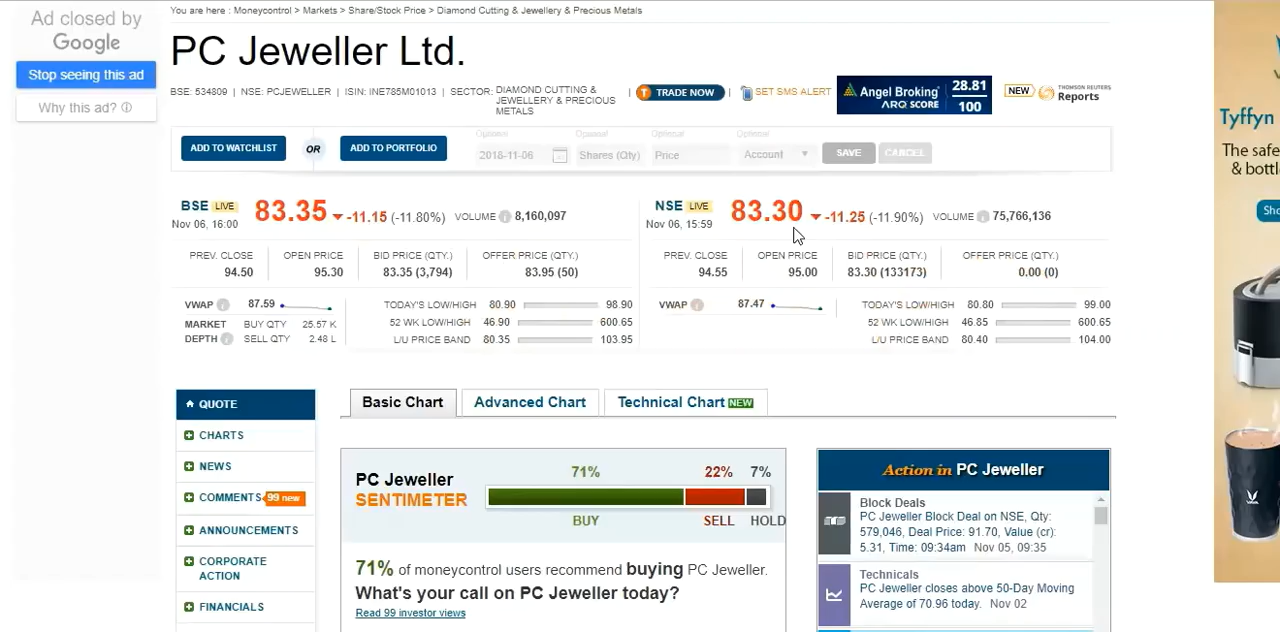 Ad closed by
Google
Stop seeing this ad
Why this ad?
You are here : Moneycontrol > Markets > Share/Stock Price > Diamond Cutting & Jewellery & Precious Metals
PC Jeweller Ltd.
BSE: 534809 | NSE: PCJEWELLER | ISIN: INE785M01013 | SECTOR: DIAMOND CUTTING &
JEWELLERY & PRECIOUS
METALS
| T TRADE NOW | SET SMS ALERT
Angel Broking
ARQ SCORE
28.81
100
NEW THOMSON REUTERS
Reports
ADD TO WATCHLIST OR ADD TO PORTFOLIO
Optional Optional Optional Optional
2018-11-06 Shares (Qty) Price Account SAVE CANCEL
BSE LIVE
Nov 06, 16:00
83.35 -11.15 (-11.80%) VOLUME 8,160,097
PREV. CLOSE OPEN PRICE BID PRICE (QTY.) OFFER PRICE (QTY.)
94.50 95.30 83.35 (3,794) 83.95 (50)
VWAP 87.59
MARKET BUY QTY 25.57 K
DEPTH SELL QTY 2.48 L
TODAY'S LOW/HIGH 80.90 98.90
52 WK LOW/HIGH 46.90 600.65
L/U PRICE BAND 80.35 103.95
NSE LIVE
Nov 06, 15:59
83.30 -11.25 (-11.90%) VOLUME 75,766,136
PREV. CLOSE OPEN PRICE BID PRICE (QTY.) OFFER PRICE (QTY.)
94.55 95.00 83.30 (133173) 0.00 (0)
VWAP 87.47
TODAY'S LOW/HIGH 80.80 99.00
52 WK LOW/HIGH 46.85 600.65
L/U PRICE BAND 80.40 104.00
QUOTE
CHARTS
NEWS
COMMENTS 99 new
ANNOUNCEMENTS
CORPORATE
ACTION
FINANCIALS
Basic Chart Advanced Chart Technical Chart NEW
PC Jeweller
SENTIMETER
71% 22% 7%
BUY SELL HOLD
71% of moneycontrol users recommend buying PC Jeweller.
What's your call on PC Jeweller today?
Read 99 investor views
Action in PC Jeweller
Block Deals
PC Jeweller Block Deal on NSE, Qty:
579,046, Deal Price: 91.70, Value (cr):
5.31, Time: 09:34am Nov 05, 09:35
Technicals
PC Jeweller closes above 50-Day Moving
Average of 70.96 today. Nov 02
Tyffyn
The safe
& bottl
Sho